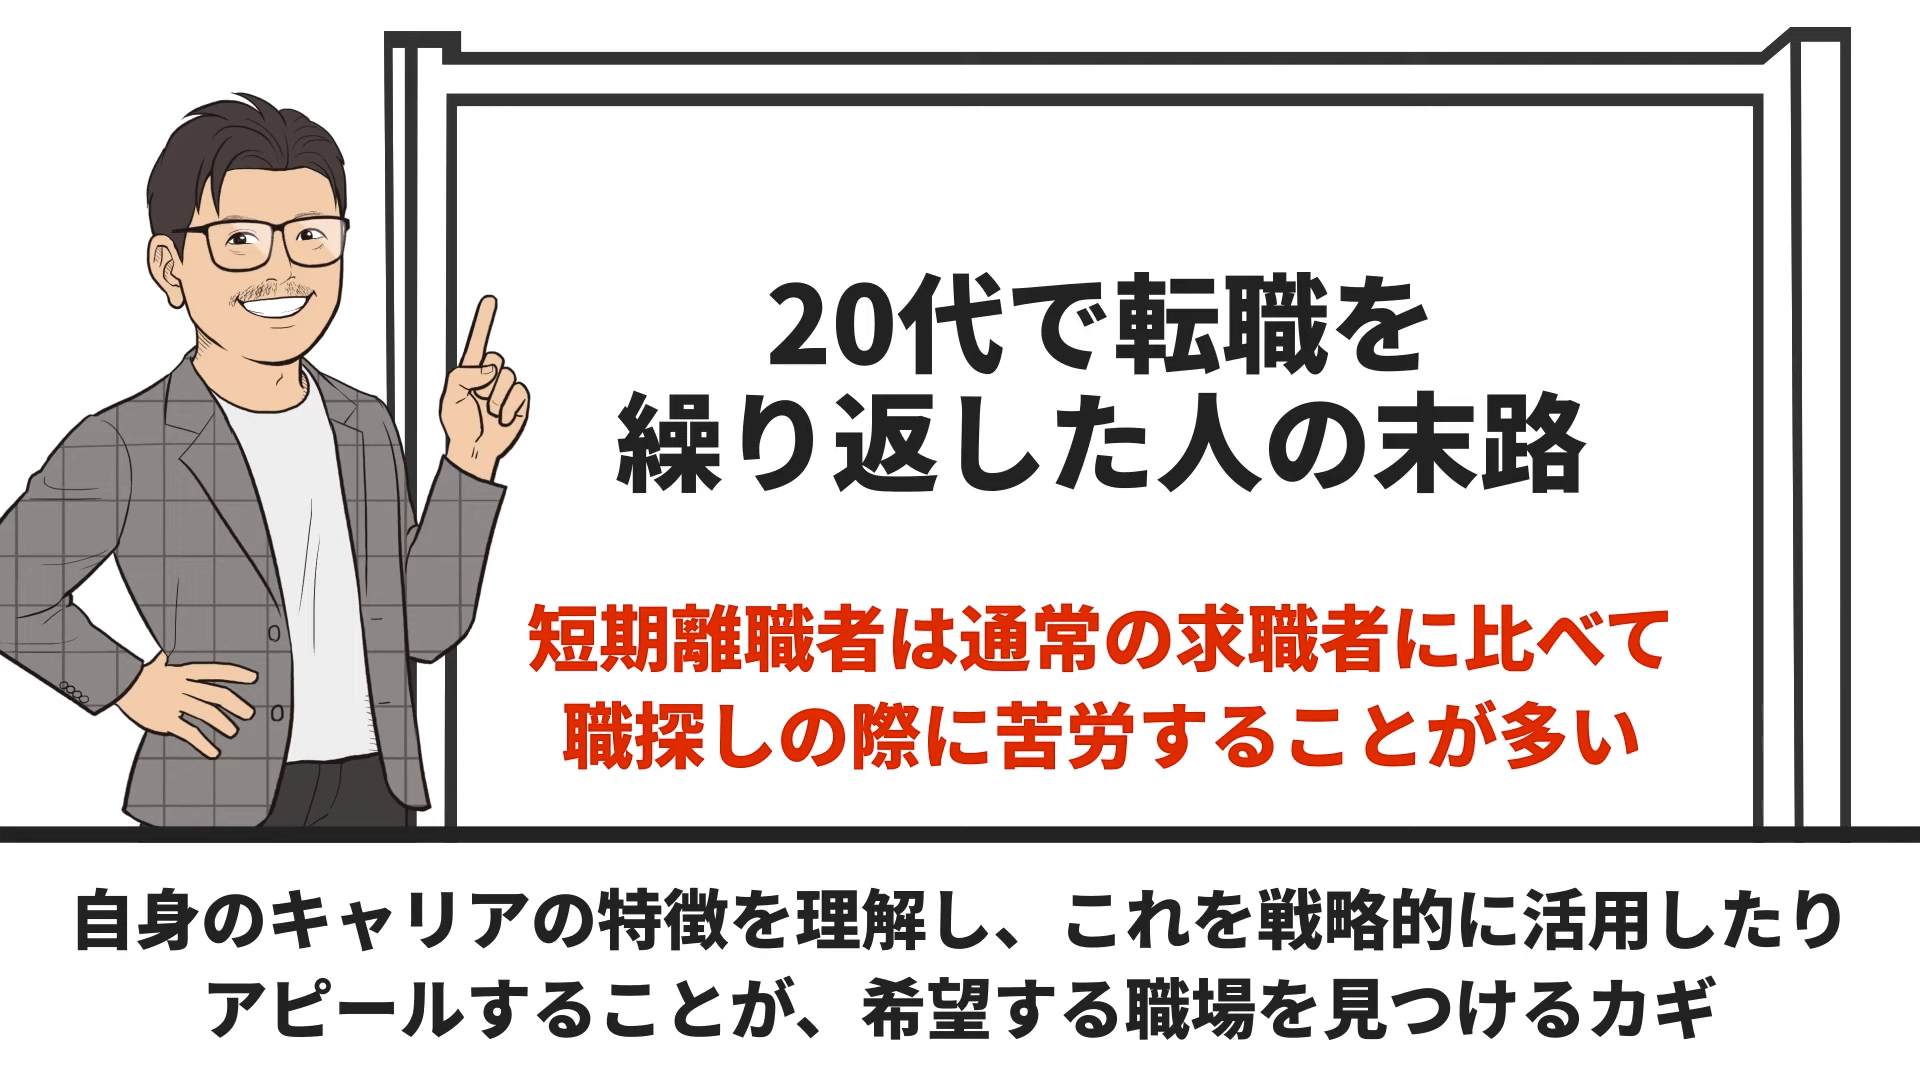 20代で転職を
繰り返した人の末路
短期離職者は通常の求職者に比べて
職探しの際に苦労することが多い
自身のキャリアの特徴を理解し、これを戦略的に活用したり
アピールすることが、希望する職場を見つけるカギ